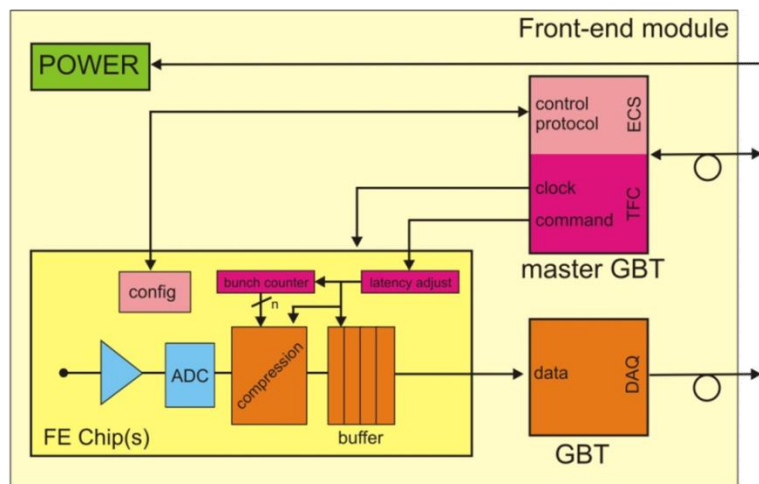 Front-end module
POWER
control
protocol
ECS
clock
command
TFC
master GBT
config
bunch counter
latency adjust
n
ADC
compression
buffer
FE Chip(s)
data
DAQ
GBT